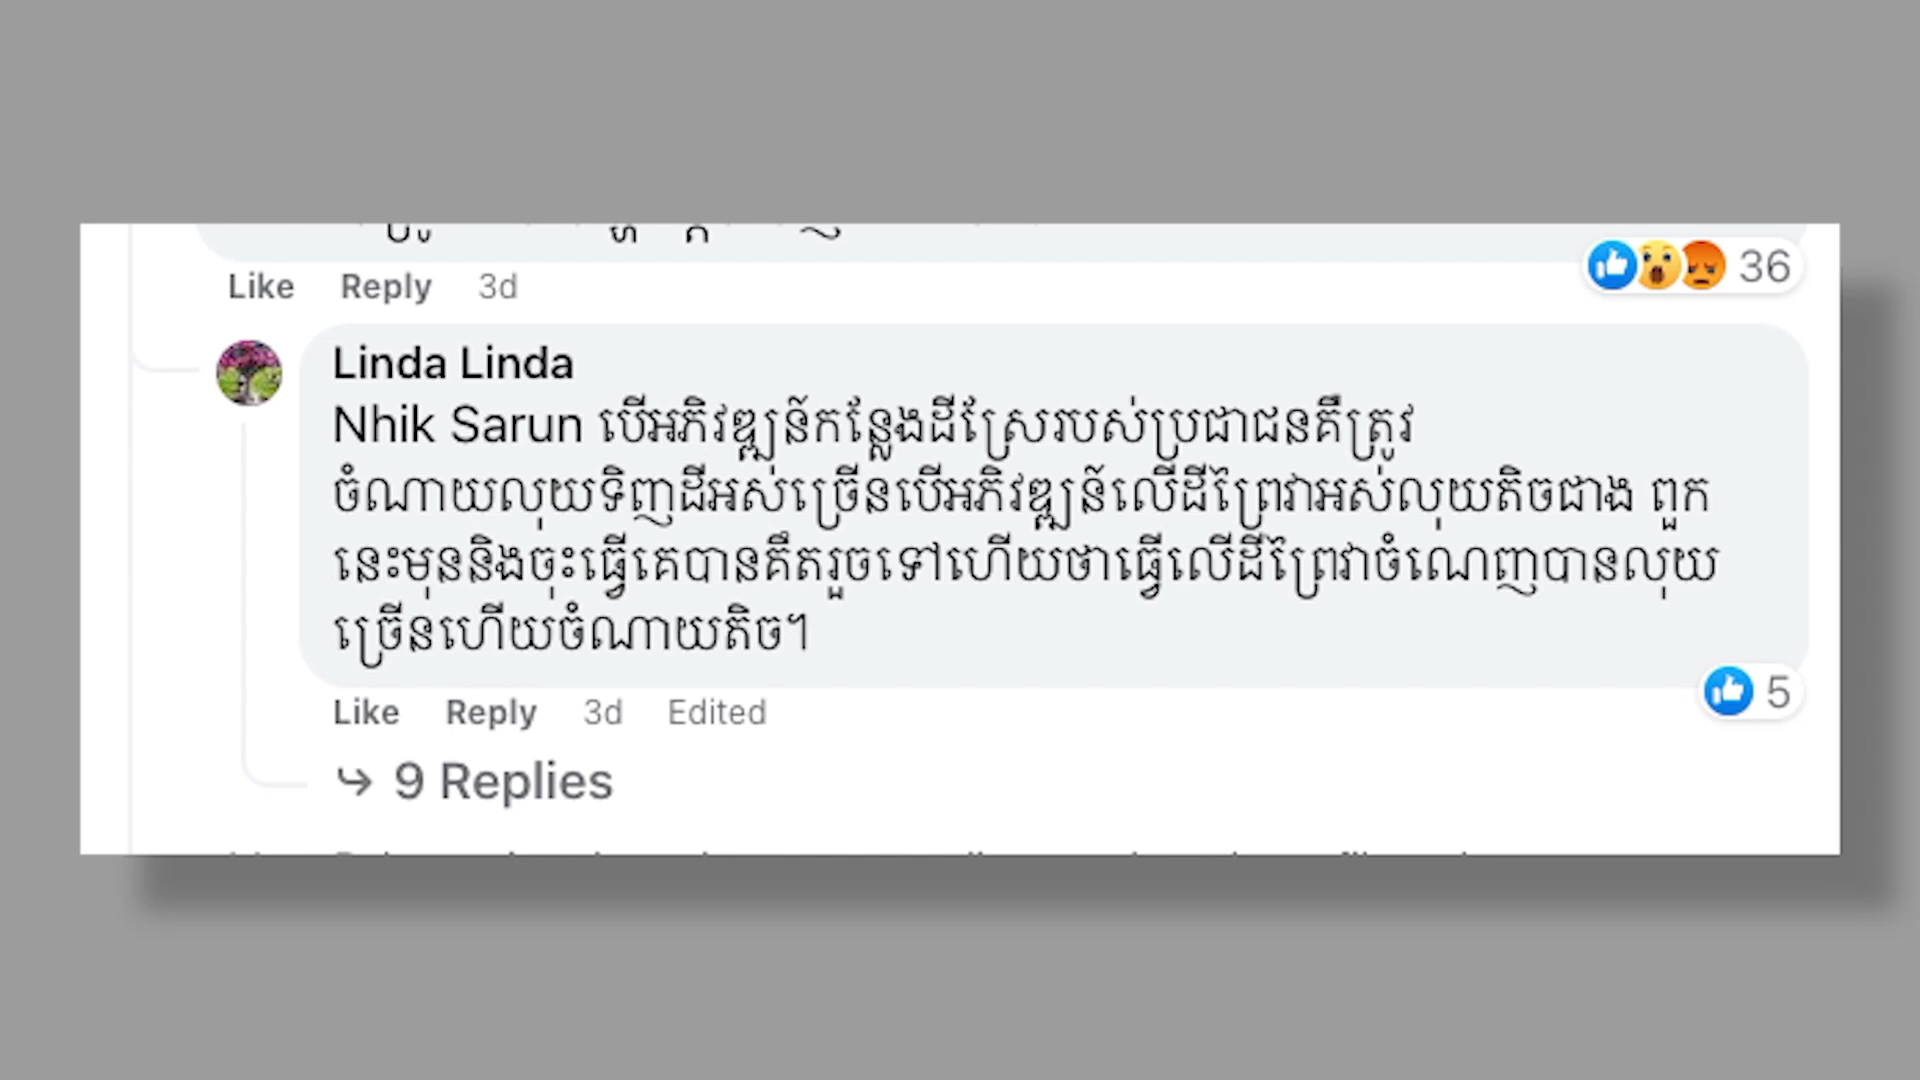 Like Reply 3d
36
Linda Linda
Nhik Sarun បើអភិវឌ្ឍន៍កន្លែងដីស្រែរបស់ប្រជាជនគឺត្រូវ
ចំណាយលុយទិញដីអស់ច្រើនបើអភិវឌ្ឍន៍លើដីព្រៃវាអស់លុយតិចជាង ពួក
នេះមុននិងចុះធ្វើគេបានគឺតរួចទៅហើយថាធ្វើលើដីព្រៃវាចំណេញបានលុយ
ច្រើនហើយចំណាយតិច។
Like Reply 3d Edited
5
9 Replies